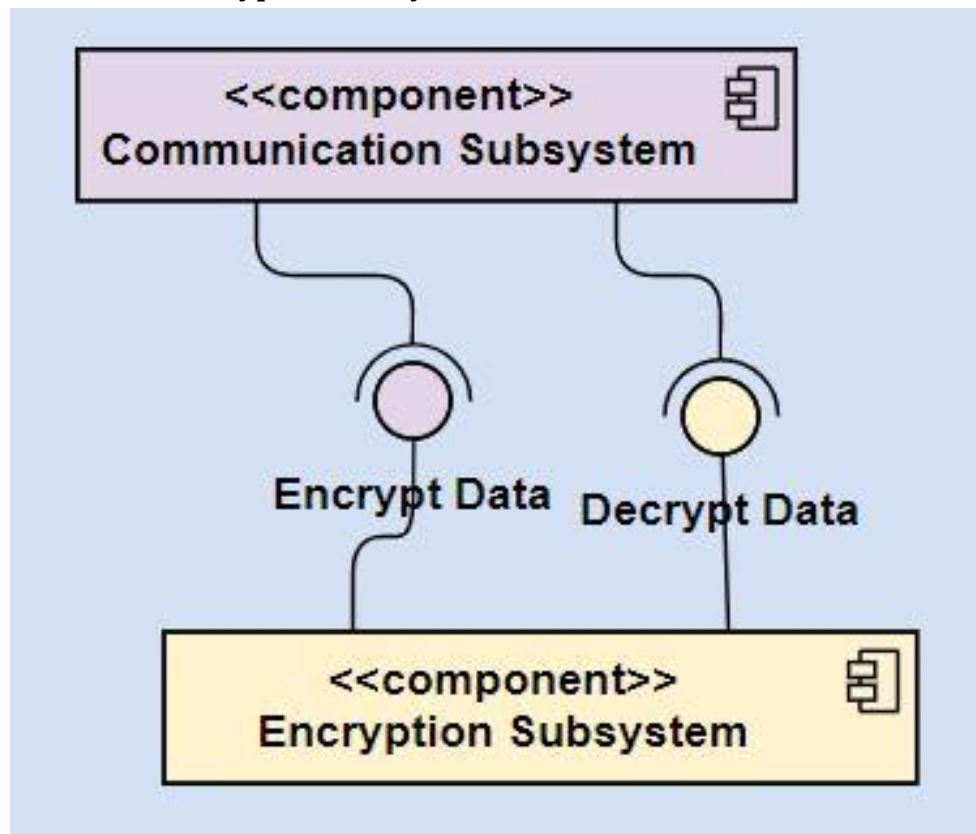 <<component>>
Communication Subsystem
Encrypt Data
Decrypt Data
<<component>>
Encryption Subsystem